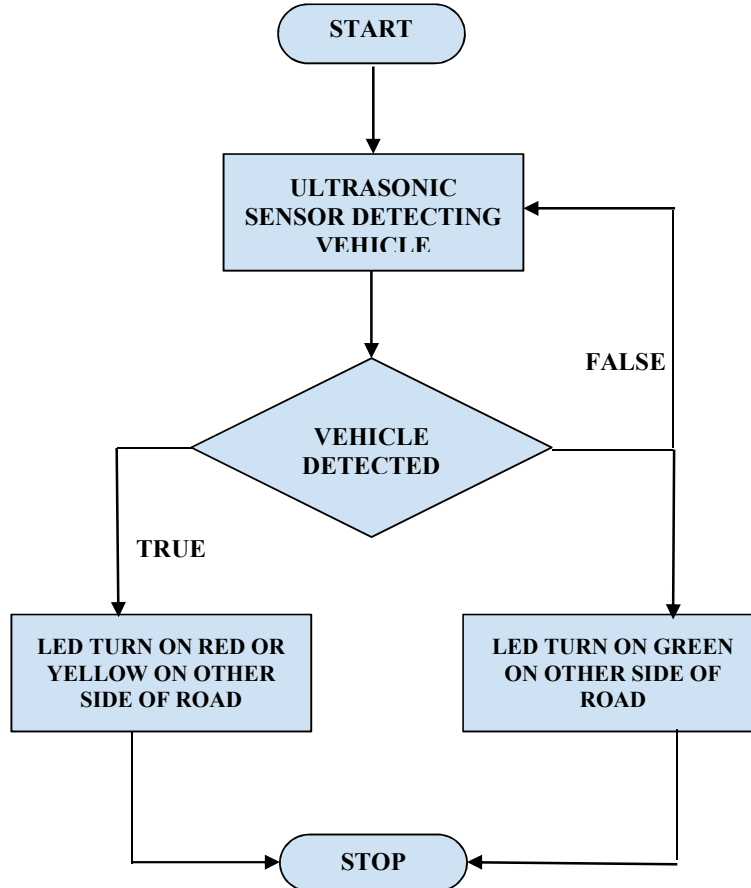 START
ULTRASONIC
SENSOR DETECTING
VEHICLE
FALSE
VEHICLE
DETECTED
TRUE
LED TURN ON RED OR
YELLOW ON OTHER
SIDE OF ROAD
LED TURN ON GREEN
ON OTHER SIDE OF
ROAD
STOP